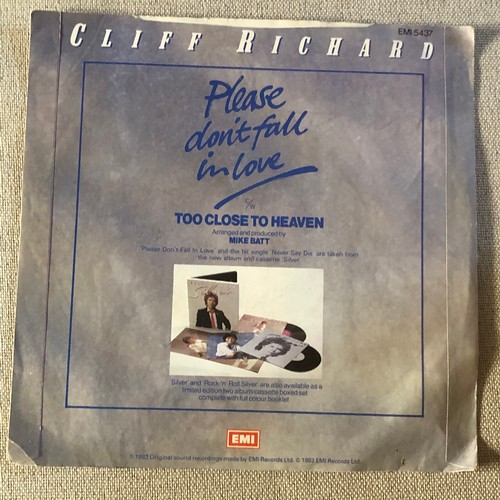 EMI 5437
CLIFF RICHARD
Please
don't fall
in love
c/w
TOO CLOSE TO HEAVEN
Arranged and produced by
MIKE BATT
'Please Don't Fall In Love' and the hit single 'Never Say Die' are taken from
the new album and cassette 'Silver'
Silver
'Silver' and 'Rock 'n' Roll Silver' are also available as a
limited edition two album/cassette boxed set
complete with full colour booklet
EMI
℗ 1983 Original sound recordings made by EMI Records Ltd. © 1983 EMI Records Ltd.